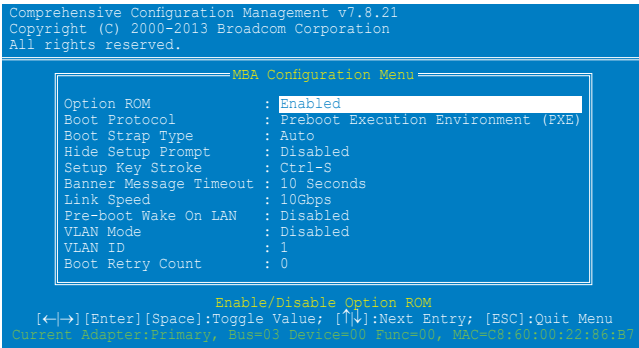 Comprehensive Configuration Management v7.8.21
Copyright (C) 2000-2013 Broadcom Corporation
All rights reserved.
MBA Configuration Menu
Option ROM : Enabled
Boot Protocol : Preboot Execution Environment (PXE)
Boot Strap Type : Auto
Hide Setup Prompt : Disabled
Setup Key Stroke : Ctrl-S
Banner Message Timeout : 10 Seconds
Link Speed : 10Gbps
Pre-boot Wake On LAN : Disabled
VLAN Mode : Disabled
VLAN ID : 1
Boot Retry Count : 0
Enable/Disable Option ROM
[←|→][Enter][Space]:Toggle Value; [↑|↓]:Next Entry; [ESC]:Quit Menu
Current Adapter:Primary, Bus=03 Device=00 Func=00, MAC=C8:60:00:22:86:B7